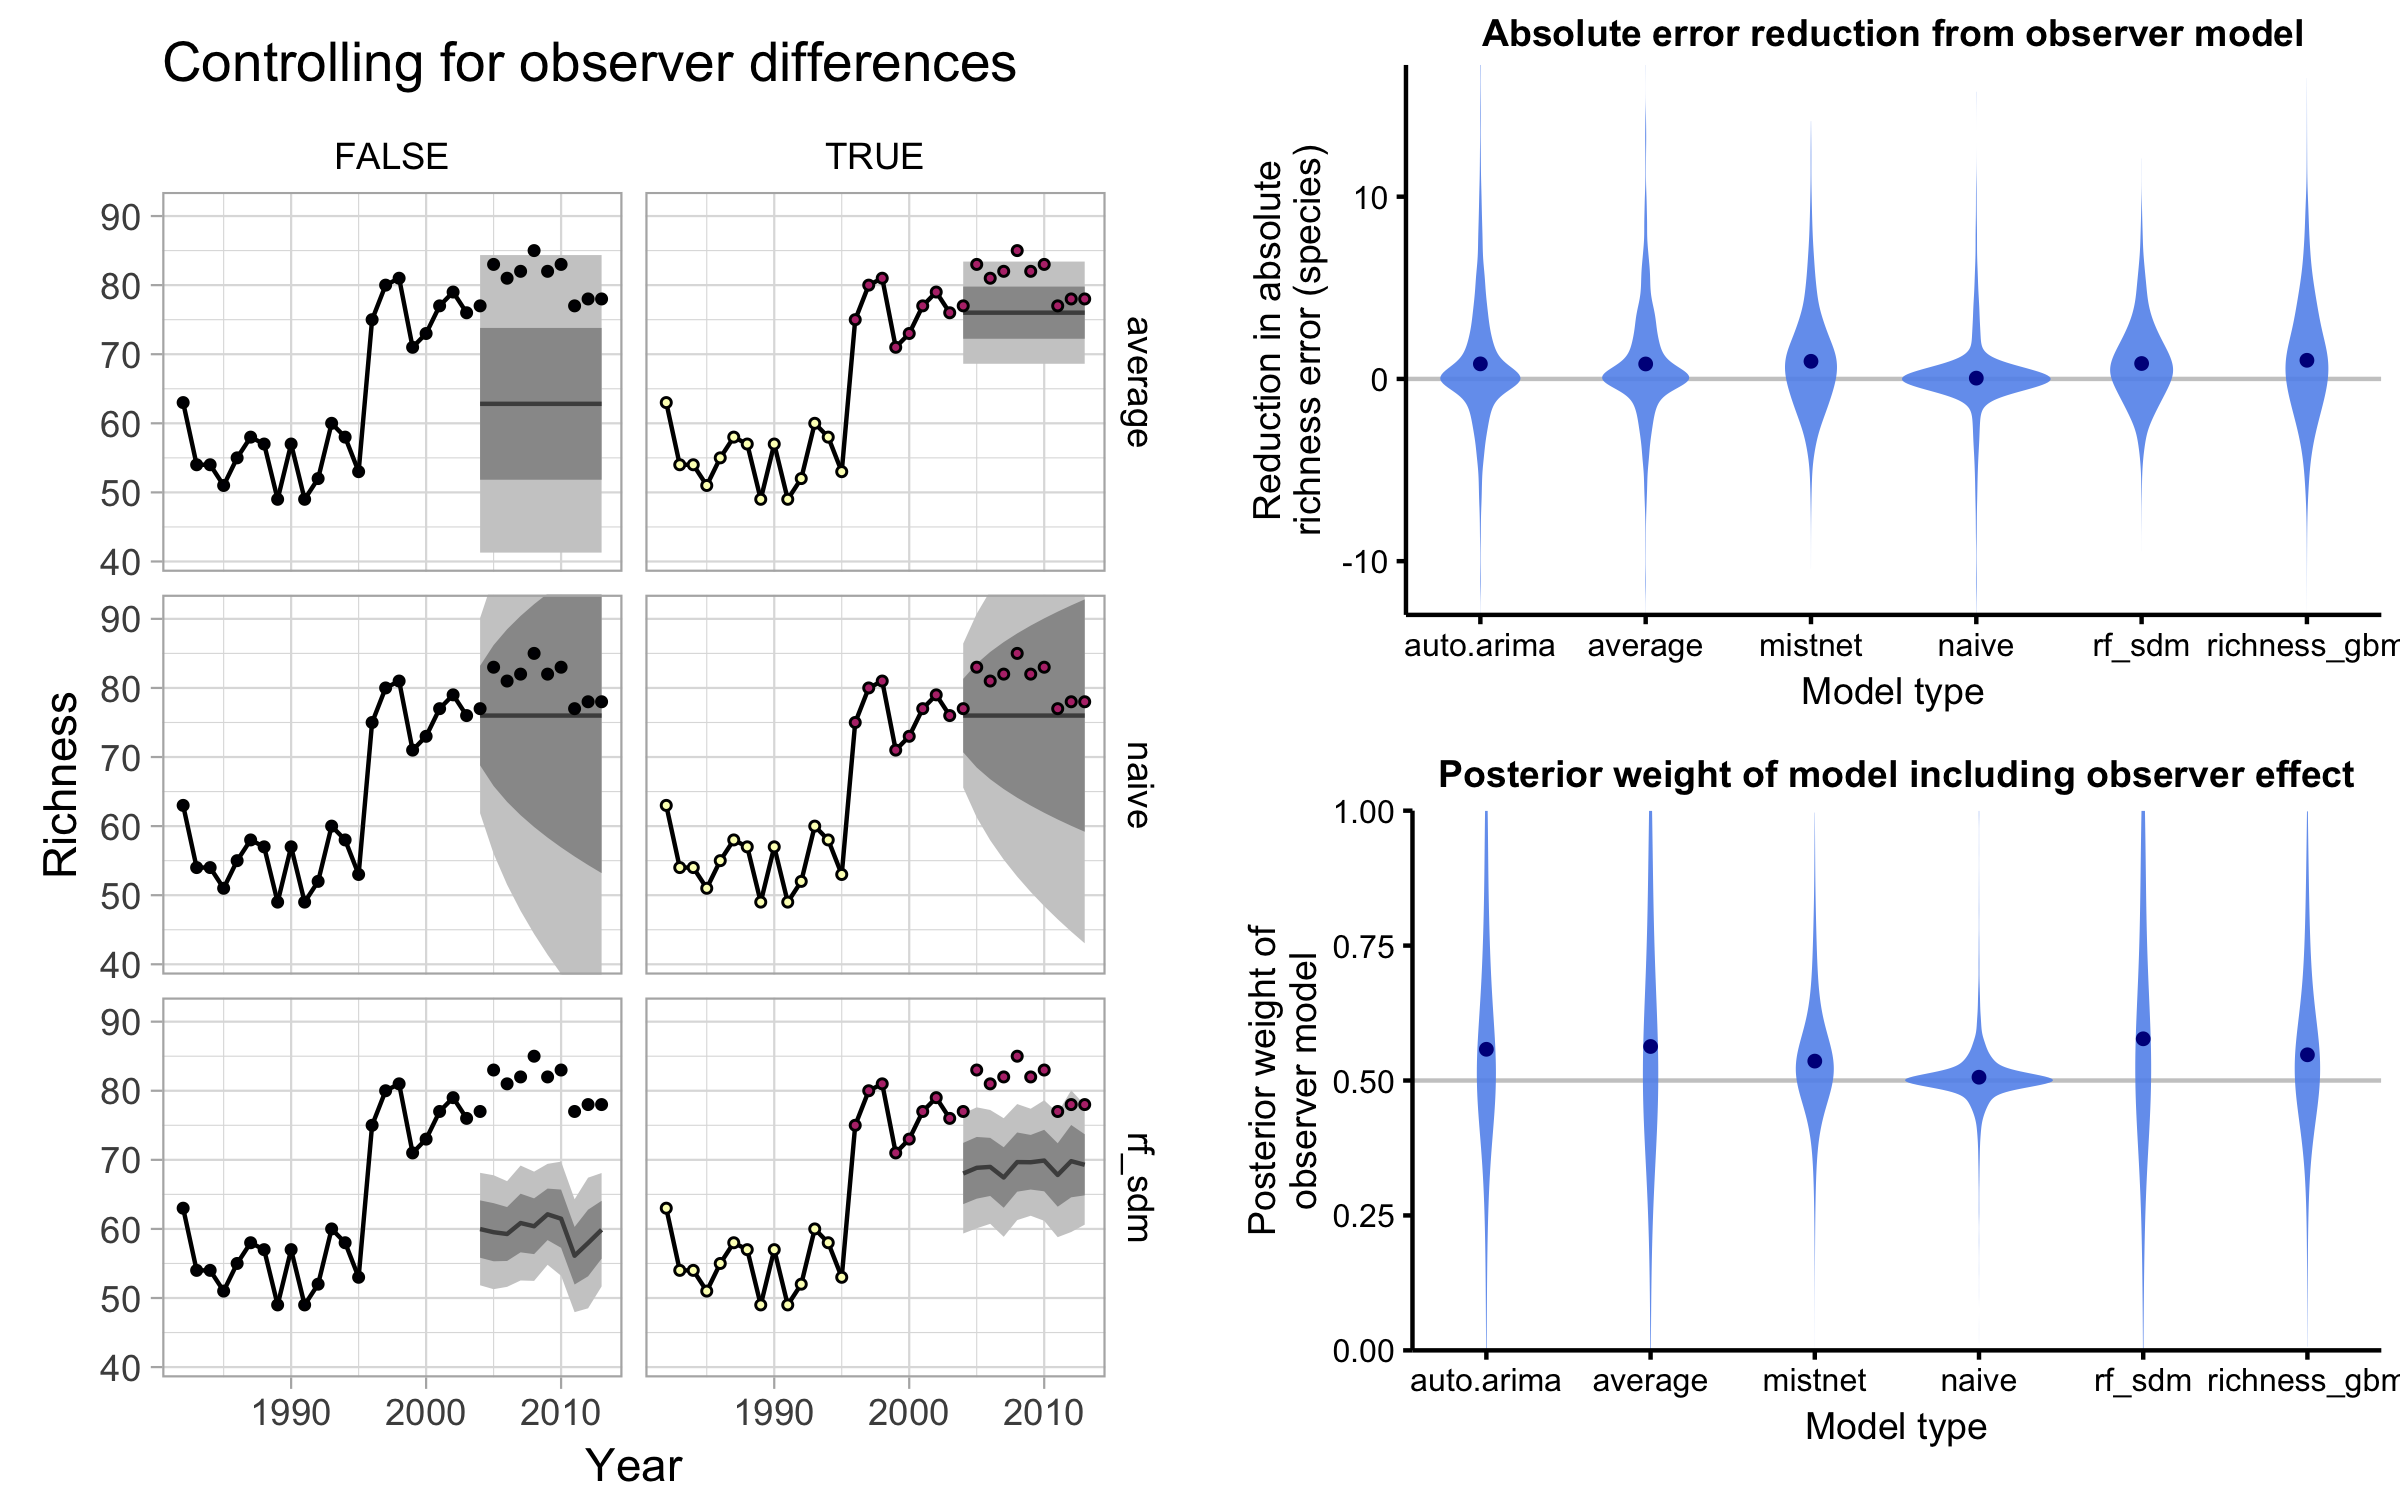 Controlling for observer differences
FALSE
TRUE
90
80
70
60
50
40
average
90
80
70
60
50
40
naive
90
80
70
60
50
40
rf_sdm
Richness
1990
2000
2010
1990
2000
2010
Year
Absolute error reduction from observer model
Reduction in absolute
richness error (species)
10
0
-10
auto.arima
average
mistnet
naive
rf_sdm
richness_gbm
Model type
Posterior weight of model including observer effect
Posterior weight of
observer model
1.00
0.75
0.50
0.25
0.00
auto.arima
average
mistnet
naive
rf_sdm
richness_gbm
Model type